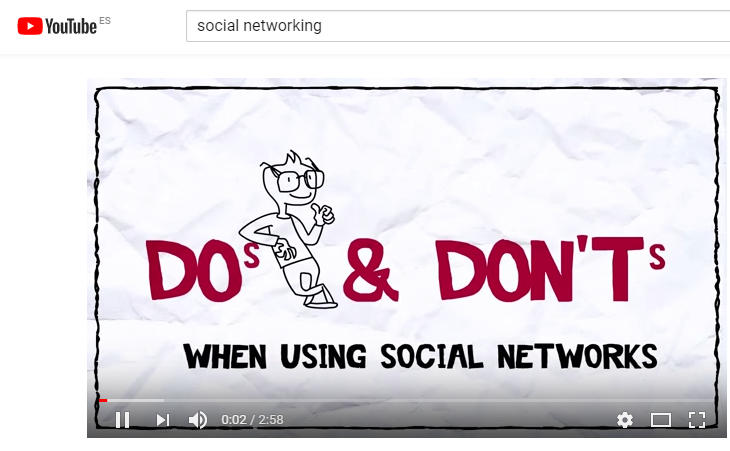 YouTube ES
social networking
DOs & DON'Ts
WHEN USING SOCIAL NETWORKS
0:02 / 2:58